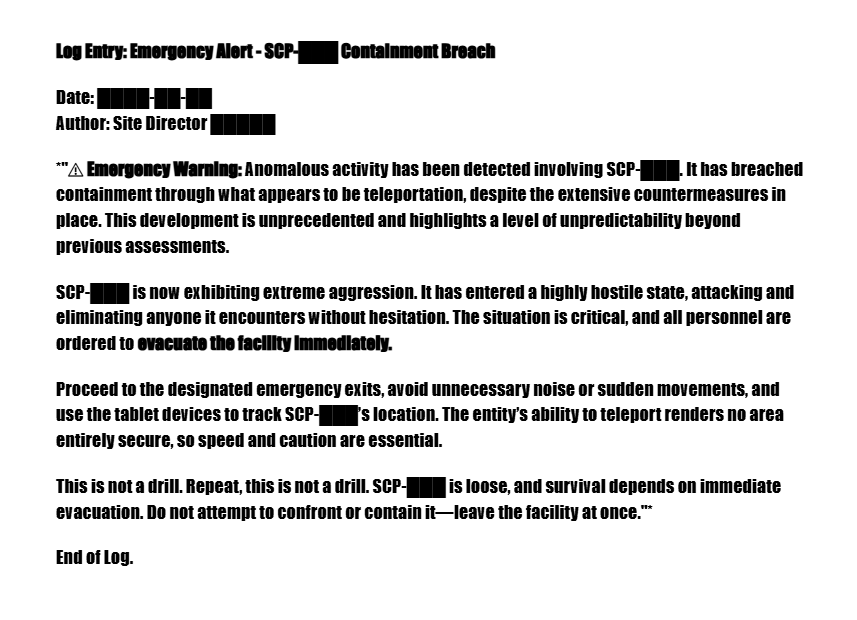 Log Entry: Emergency Alert - SCP-███ Containment Breach
Date: ████-██-██
Author: Site Director █████
*"⚠ Emergency Warning: Anomalous activity has been detected involving SCP-███. It has breached
containment through what appears to be teleportation, despite the extensive countermeasures in
place. This development is unprecedented and highlights a level of unpredictability beyond
previous assessments.
SCP-███ is now exhibiting extreme aggression. It has entered a highly hostile state, attacking and
eliminating anyone it encounters without hesitation. The situation is critical, and all personnel are
ordered to evacuate the facility immediately.
Proceed to the designated emergency exits, avoid unnecessary noise or sudden movements, and
use the tablet devices to track SCP-███’s location. The entity’s ability to teleport renders no area
entirely secure, so speed and caution are essential.
This is not a drill. Repeat, this is not a drill. SCP-███ is loose, and survival depends on immediate
evacuation. Do not attempt to confront or contain it—leave the facility at once."*
End of Log.